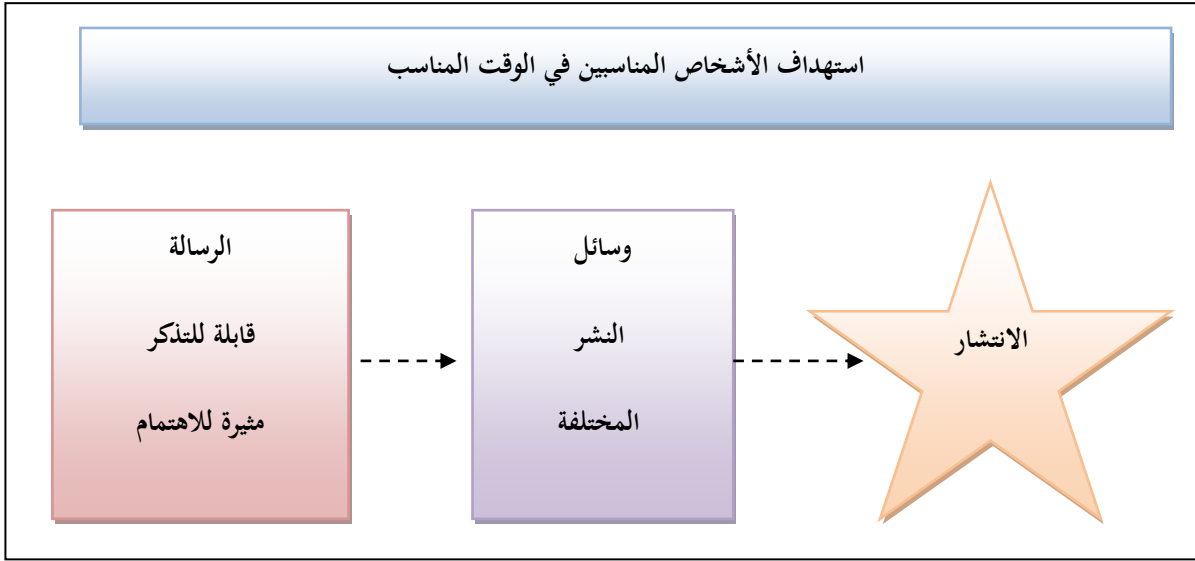 استهداف الأشخاص المناسبين في الوقت المناسب
الرسالة
قابلة للتذكر
مثيرة للاهتمام
وسائل
النشر
المختلفة
الانتشار